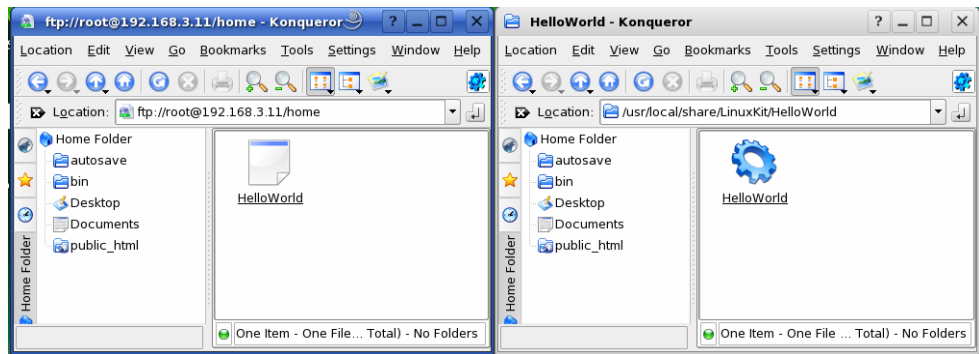 ftp://root@192.168.3.11/home - Konqueror
Location Edit View Go Bookmarks Tools Settings Window Help
Location: ftp://root@192.168.3.11/home
Home Folder
autosave
bin
Desktop
Documents
public_html
Home Folder
HelloWorld
One Item - One File... Total) - No Folders
HelloWorld - Konqueror
Location Edit View Go Bookmarks Tools Settings Window Help
Location: /usr/local/share/LinuxKit/HelloWorld
Home Folder
autosave
bin
Desktop
Documents
public_html
Home Folder
HelloWorld
One Item - One File ... Total) - No Folders